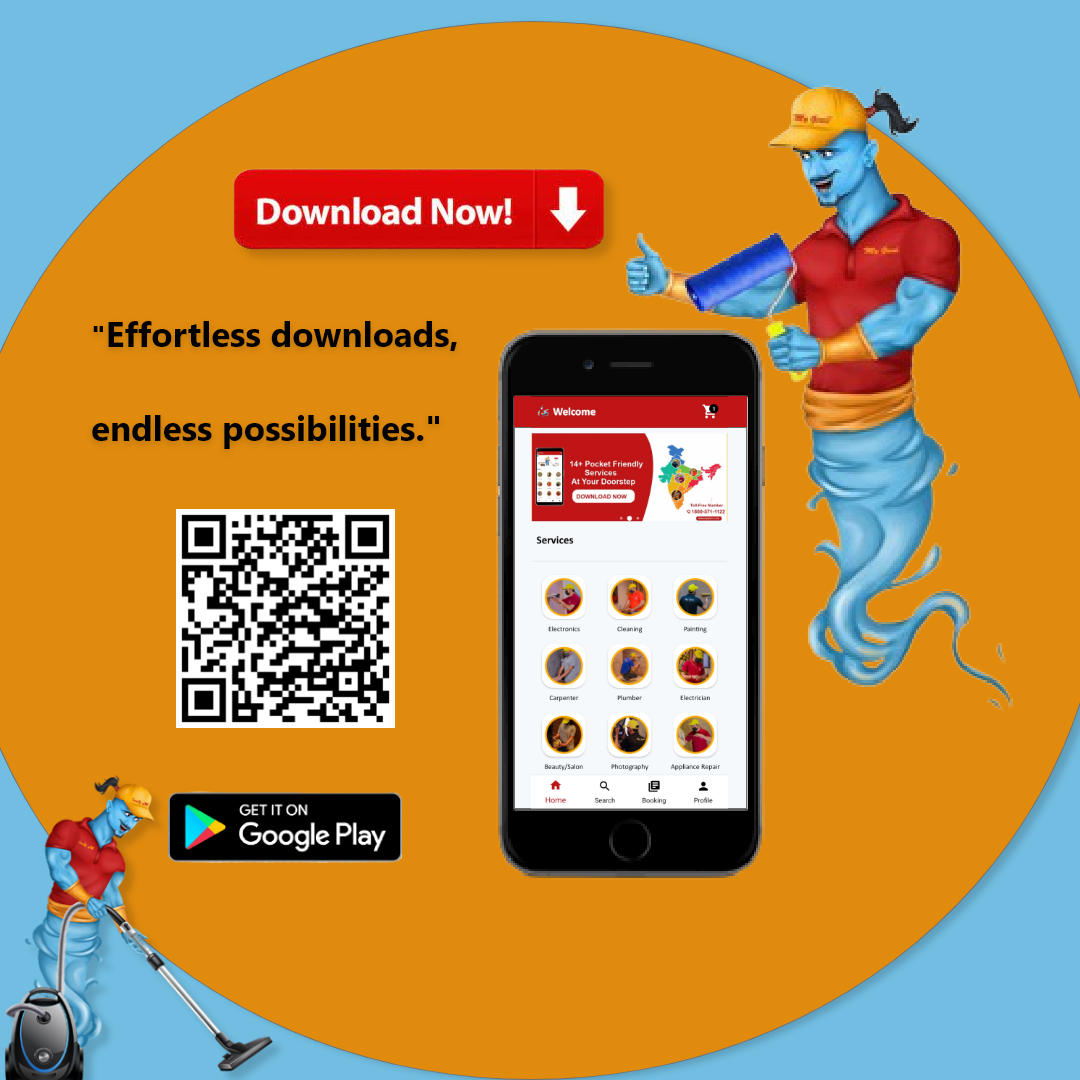 Download Now!
"Effortless downloads,
endless possibilities."
GET IT ON
Google Play
Welcome
14+ Pocket Friendly
Services
At Your Doorstep
DOWNLOAD NOW
Toll Free Number
1800-571-1122
Services
Electronics
Cleaning
Painting
Carpenter
Plumber
Electrician
Beauty/Salon
Photography
Appliance Repair
Home
Search
Booking
Profile